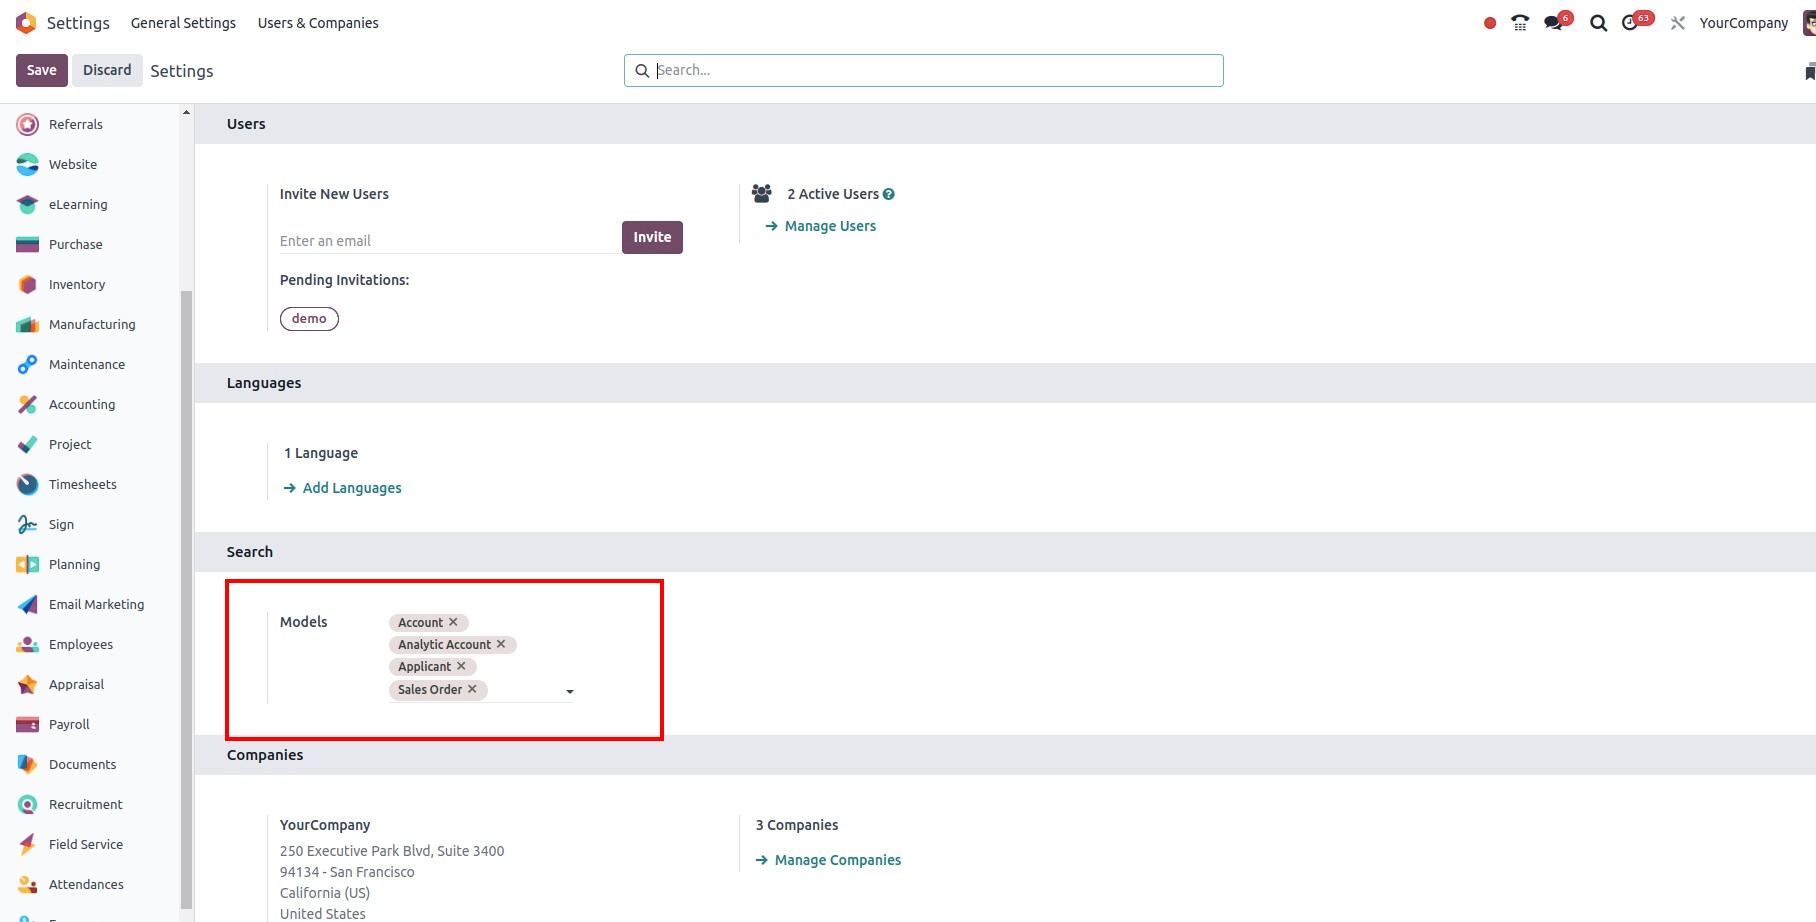 Settings General Settings Users & Companies 6 63 YourCompany
Save Discard Settings Search...
Referrals
Website
eLearning
Purchase
Inventory
Manufacturing
Maintenance
Accounting
Project
Timesheets
Sign
Planning
Email Marketing
Employees
Appraisal
Payroll
Documents
Recruitment
Field Service
Attendances
Users
Invite New Users
Enter an email Invite
Pending Invitations:
demo
2 Active Users ?
→ Manage Users
Languages
1 Language
→ Add Languages
Search
Models Account ✕
Analytic Account ✕
Applicant ✕
Sales Order ✕
Companies
YourCompany
250 Executive Park Blvd, Suite 3400
94134 - San Francisco
California (US)
United States
3 Companies
→ Manage Companies